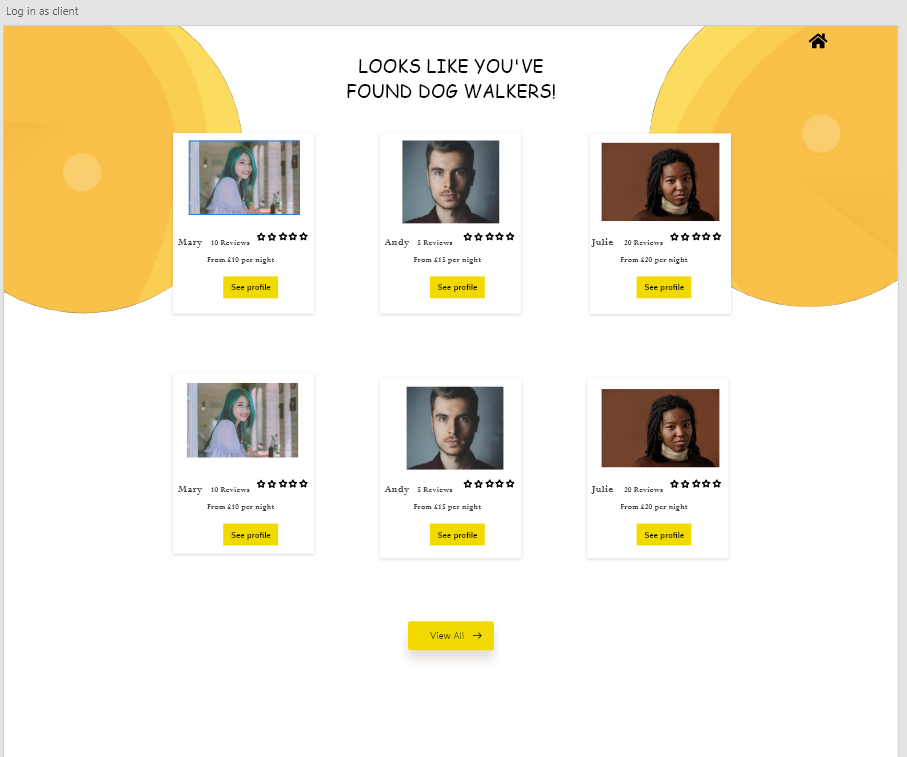 Log in as client
LOOKS LIKE YOU'VE
FOUND DOG WALKERS!
Mary 10 Reviews
From £10 per night
See profile
Andy 5 Reviews
From £15 per night
See profile
Julie 20 Reviews
From £20 per night
See profile
Mary 10 Reviews
From £10 per night
See profile
Andy 5 Reviews
From £15 per night
See profile
Julie 20 Reviews
From £20 per night
See profile
View All